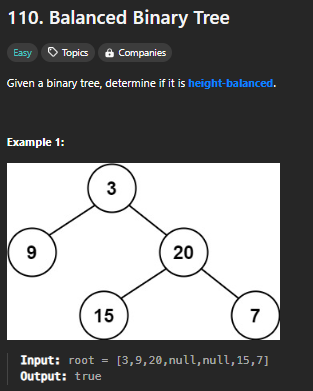 110. Balanced Binary Tree
Easy Topics Companies
Given a binary tree, determine if it is height-balanced.
Example 1:
3
9 20
15 7
Input: root = [3,9,20,null,null,15,7]
Output: true